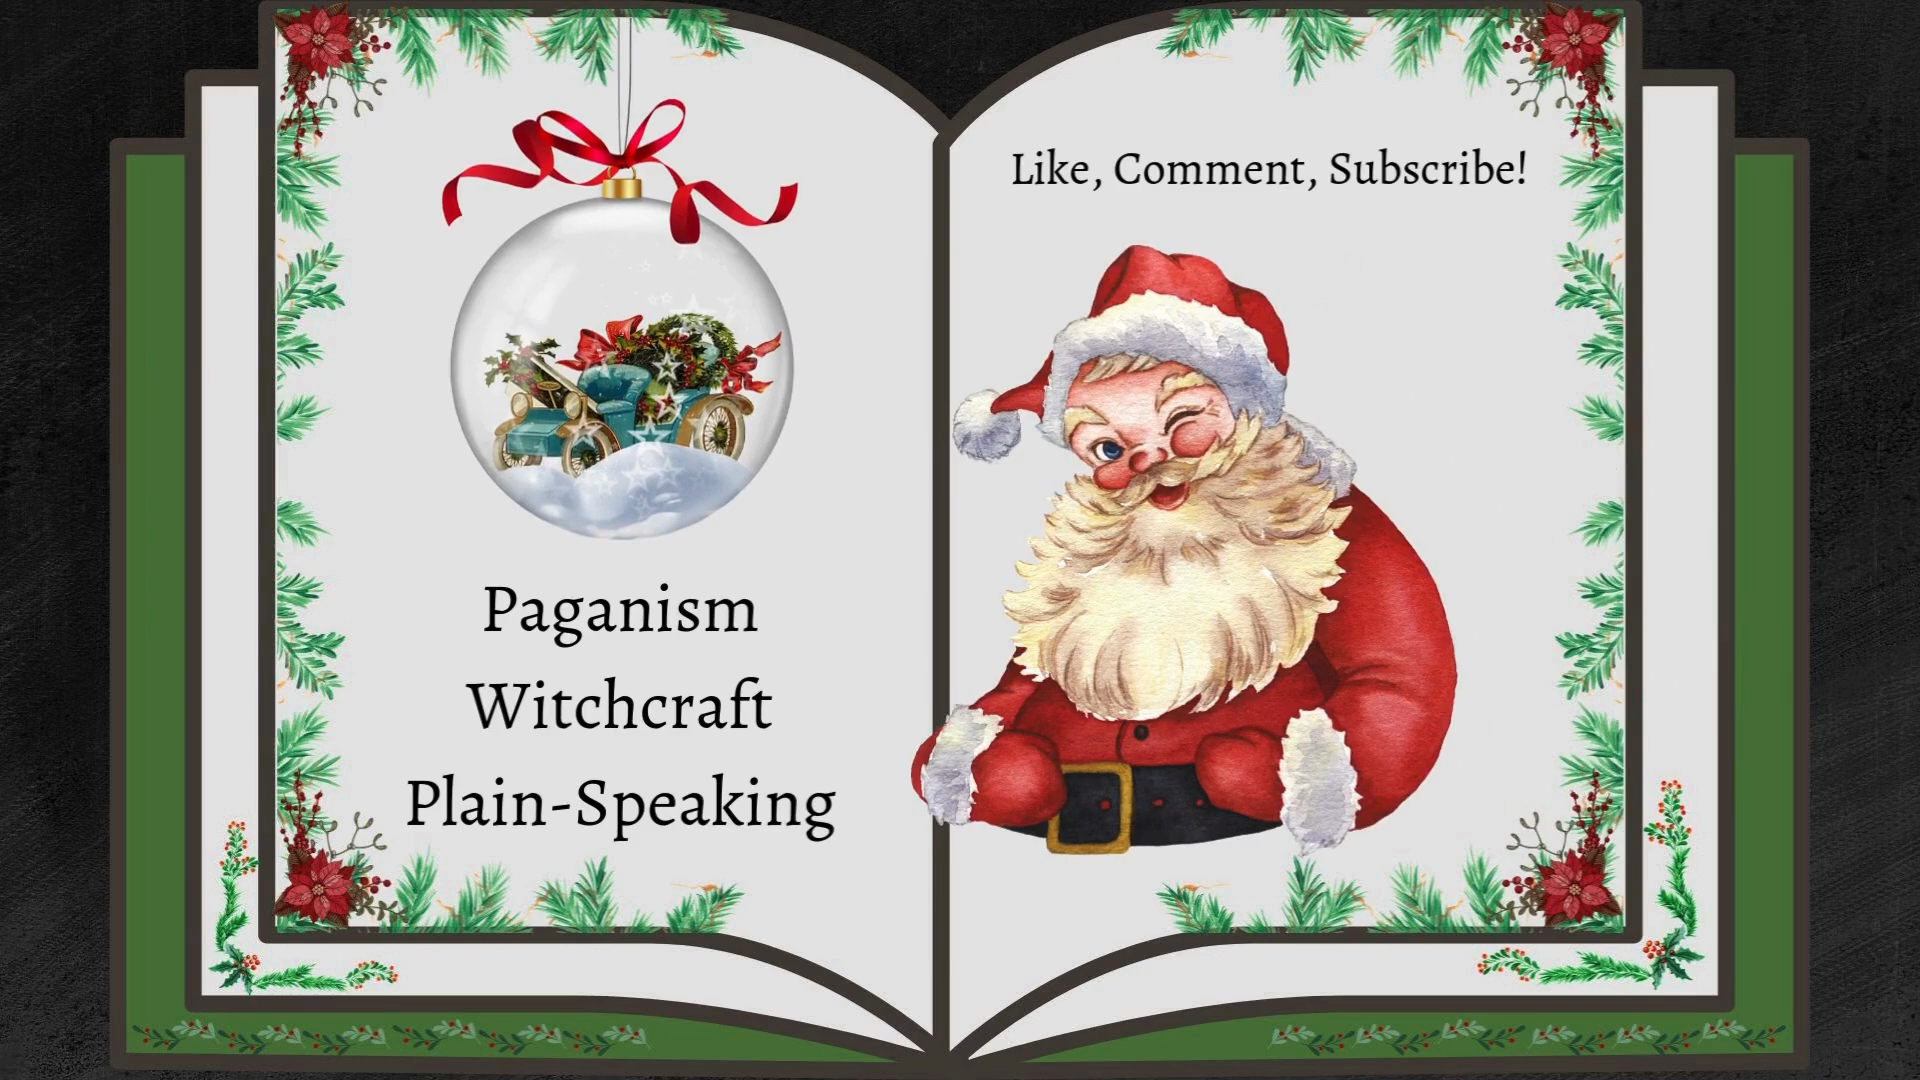 Paganism
Witchcraft
Plain-Speaking
Like, Comment, Subscribe!